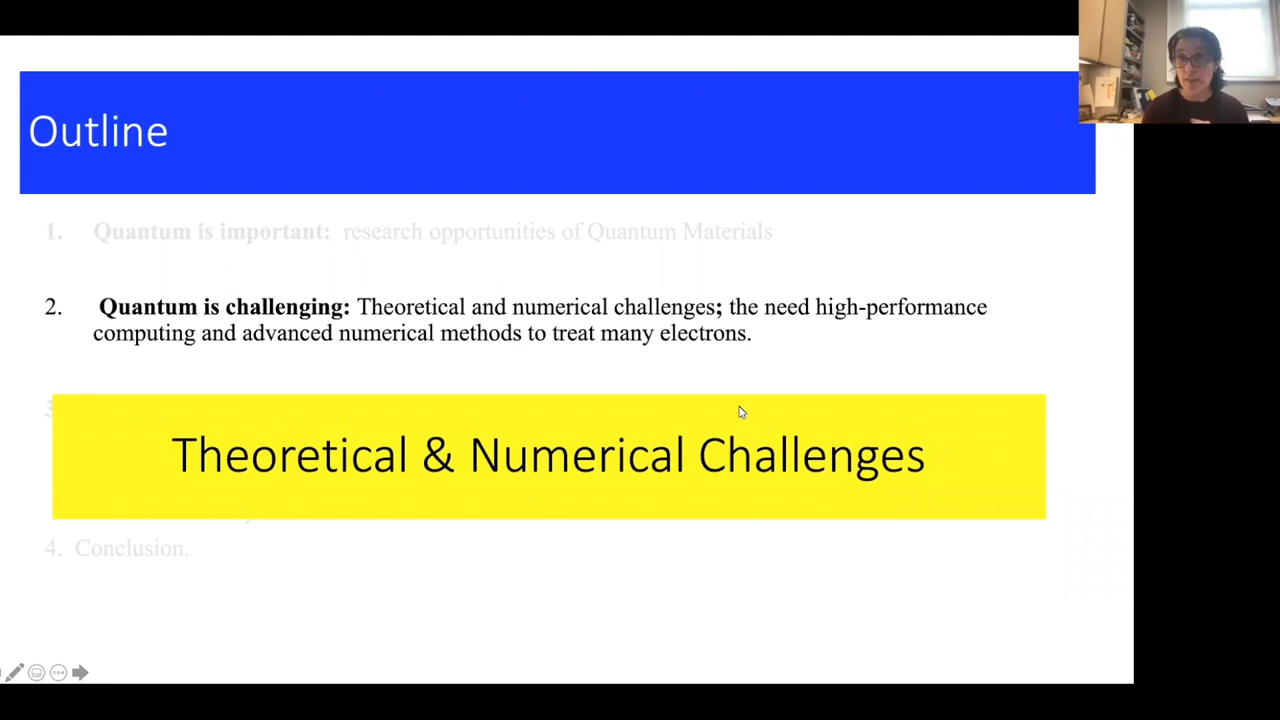 Outline
1. Quantum is important: research opportunities of Quantum Materials
2. Quantum is challenging: Theoretical and numerical challenges; the need high-performance
computing and advanced numerical methods to treat many electrons.
3
Theoretical & Numerical Challenges
4. Conclusion.